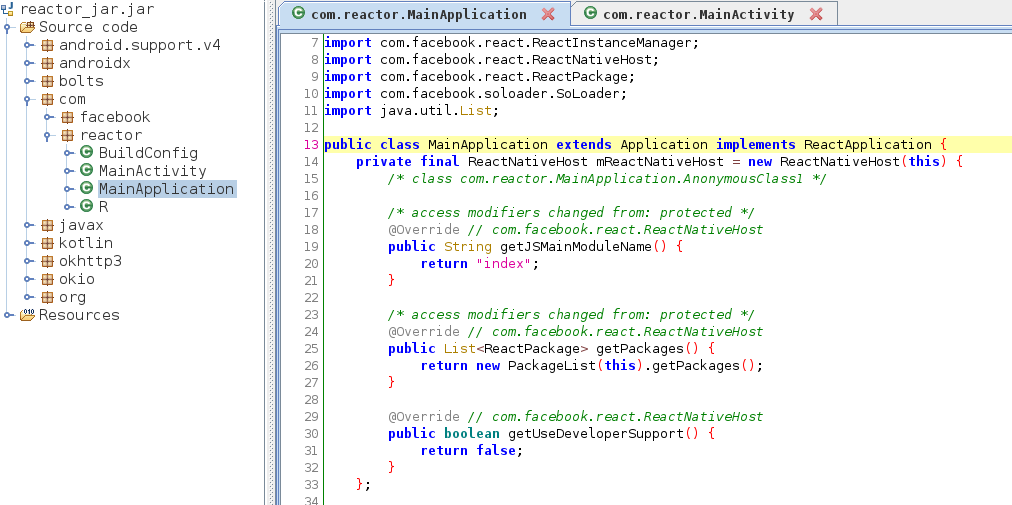 reactor_jar.jar
Source code
android.support.v4
androidx
bolts
com
facebook
reactor
BuildConfig
MainActivity
MainApplication
R
javax
kotlin
okhttp3
okio
org
Resources
com.reactor.MainApplication
com.reactor.MainActivity
7 import com.facebook.react.ReactInstanceManager;
8 import com.facebook.react.ReactNativeHost;
9 import com.facebook.react.ReactPackage;
10 import com.facebook.soloader.SoLoader;
11 import java.util.List;
12
13 public class MainApplication extends Application implements ReactApplication {
14     private final ReactNativeHost mReactNativeHost = new ReactNativeHost(this) {
15         /* class com.reactor.MainApplication.AnonymousClass1 */
16
17         /* access modifiers changed from: protected */
18         @Override // com.facebook.react.ReactNativeHost
19         public String getJSMainModuleName() {
20             return "index";
21         }
22
23         /* access modifiers changed from: protected */
24         @Override // com.facebook.react.ReactNativeHost
25         public List<ReactPackage> getPackages() {
26             return new PackageList(this).getPackages();
27         }
28
29         @Override // com.facebook.react.ReactNativeHost
30         public boolean getUseDeveloperSupport() {
31             return false;
32         }
33     };
34